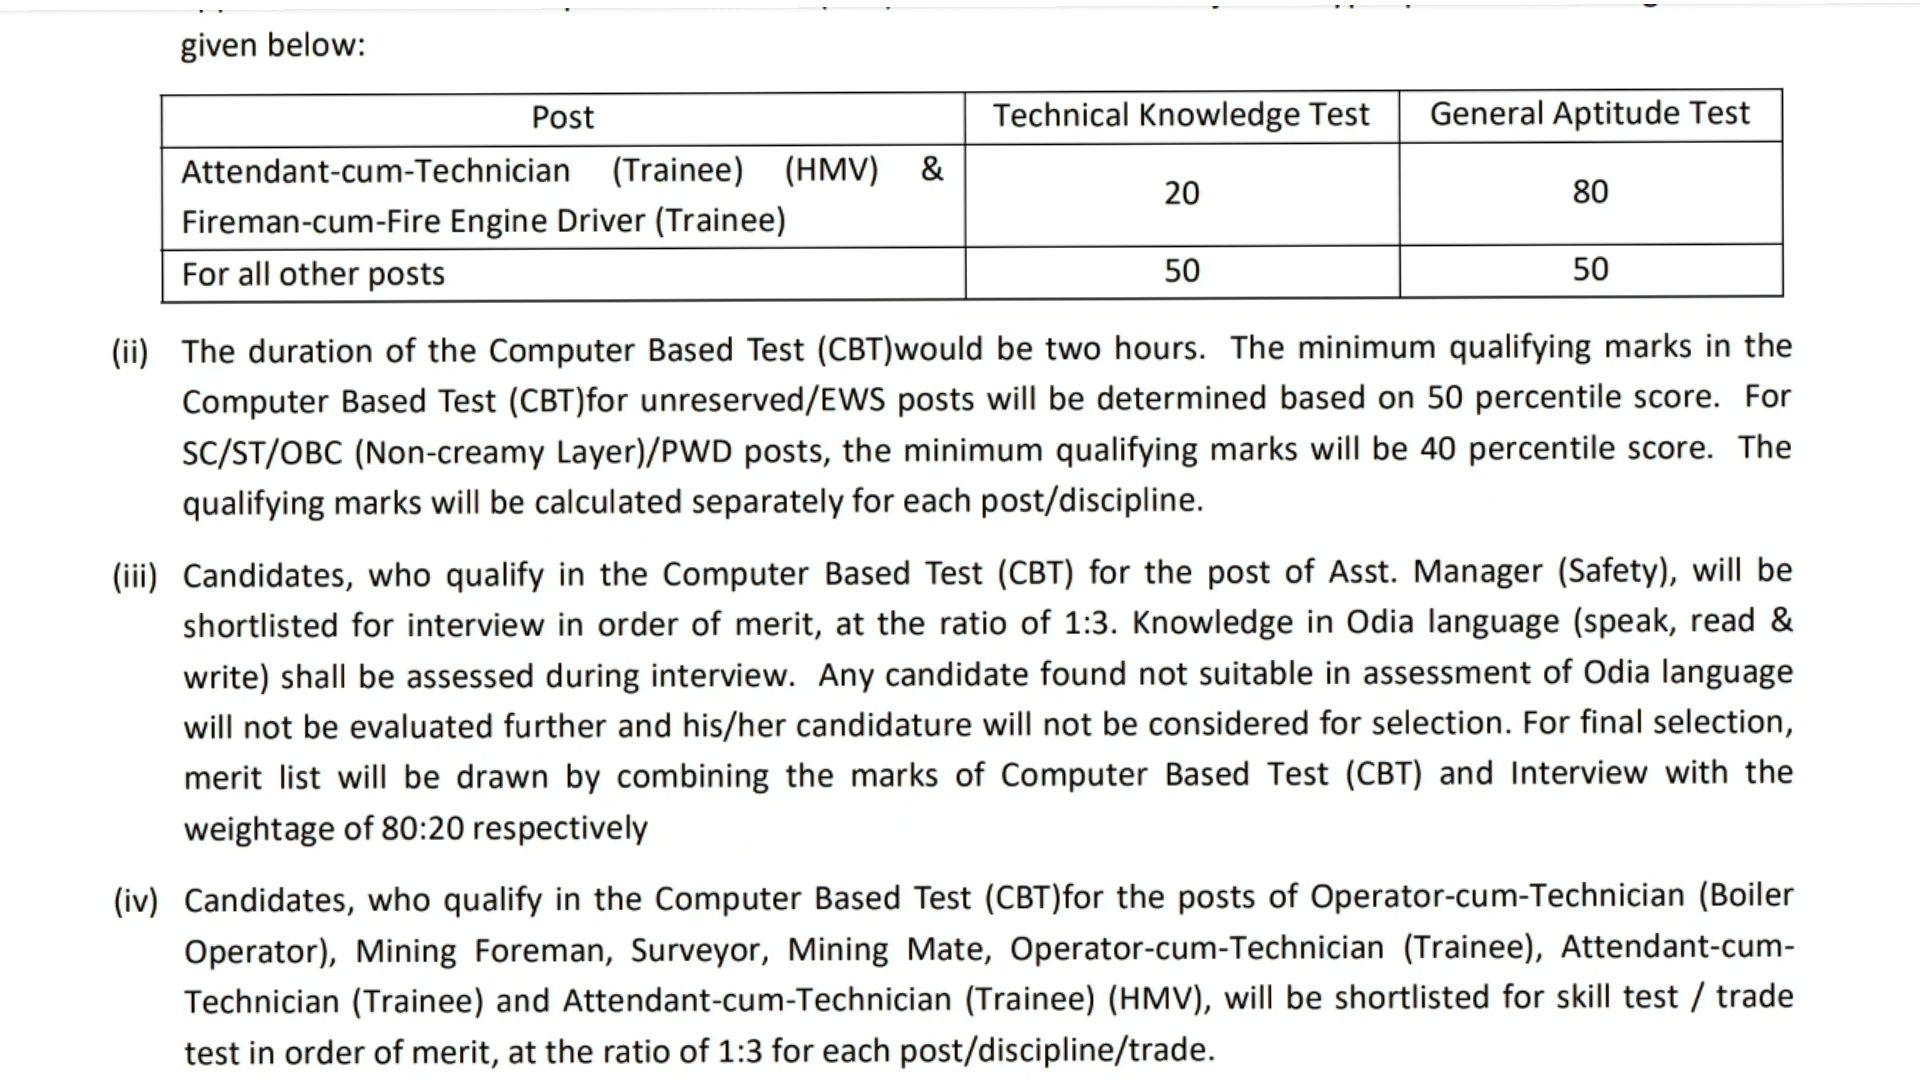 given below:
Post Technical Knowledge Test General Aptitude Test
Attendant-cum-Technician (Trainee) (HMV) &
Fireman-cum-Fire Engine Driver (Trainee) 20 80
For all other posts 50 50
(ii) The duration of the Computer Based Test (CBT)would be two hours. The minimum qualifying marks in the
Computer Based Test (CBT)for unreserved/EWS posts will be determined based on 50 percentile score. For
SC/ST/OBC (Non-creamy Layer)/PWD posts, the minimum qualifying marks will be 40 percentile score. The
qualifying marks will be calculated separately for each post/discipline.
(iii) Candidates, who qualify in the Computer Based Test (CBT) for the post of Asst. Manager (Safety), will be
shortlisted for interview in order of merit, at the ratio of 1:3. Knowledge in Odia language (speak, read &
write) shall be assessed during interview. Any candidate found not suitable in assessment of Odia language
will not be evaluated further and his/her candidature will not be considered for selection. For final selection,
merit list will be drawn by combining the marks of Computer Based Test (CBT) and Interview with the
weightage of 80:20 respectively
(iv) Candidates, who qualify in the Computer Based Test (CBT)for the posts of Operator-cum-Technician (Boiler
Operator), Mining Foreman, Surveyor, Mining Mate, Operator-cum-Technician (Trainee), Attendant-cum-
Technician (Trainee) and Attendant-cum-Technician (Trainee) (HMV), will be shortlisted for skill test / trade
test in order of merit, at the ratio of 1:3 for each post/discipline/trade.